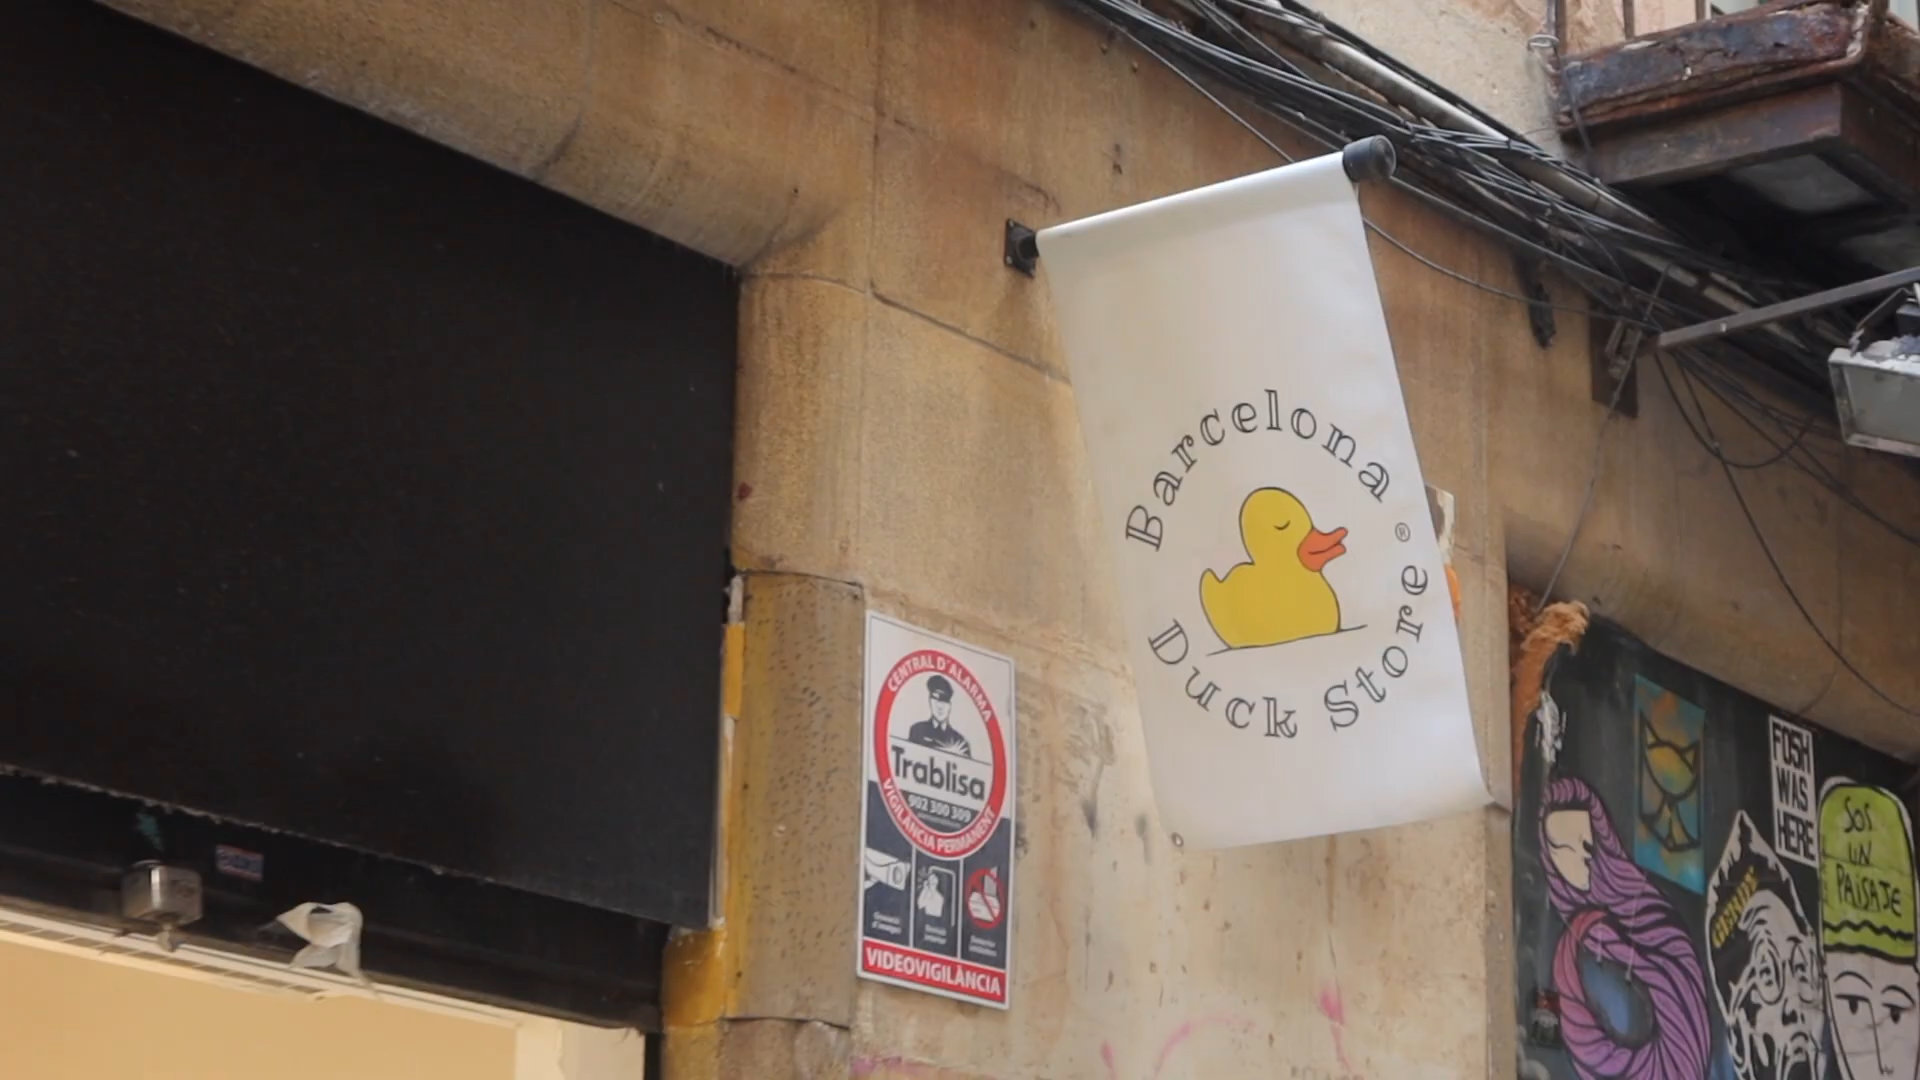 Barcelona
Duck Store ®
CENTRAL D'ALARMA
Trablisa
902 300 309
VIGILÀNCIA PERMANENT
VIDEOVIGILÀNCIA
FOSH
WAS
HERE
SOS
UN
PAISAJE